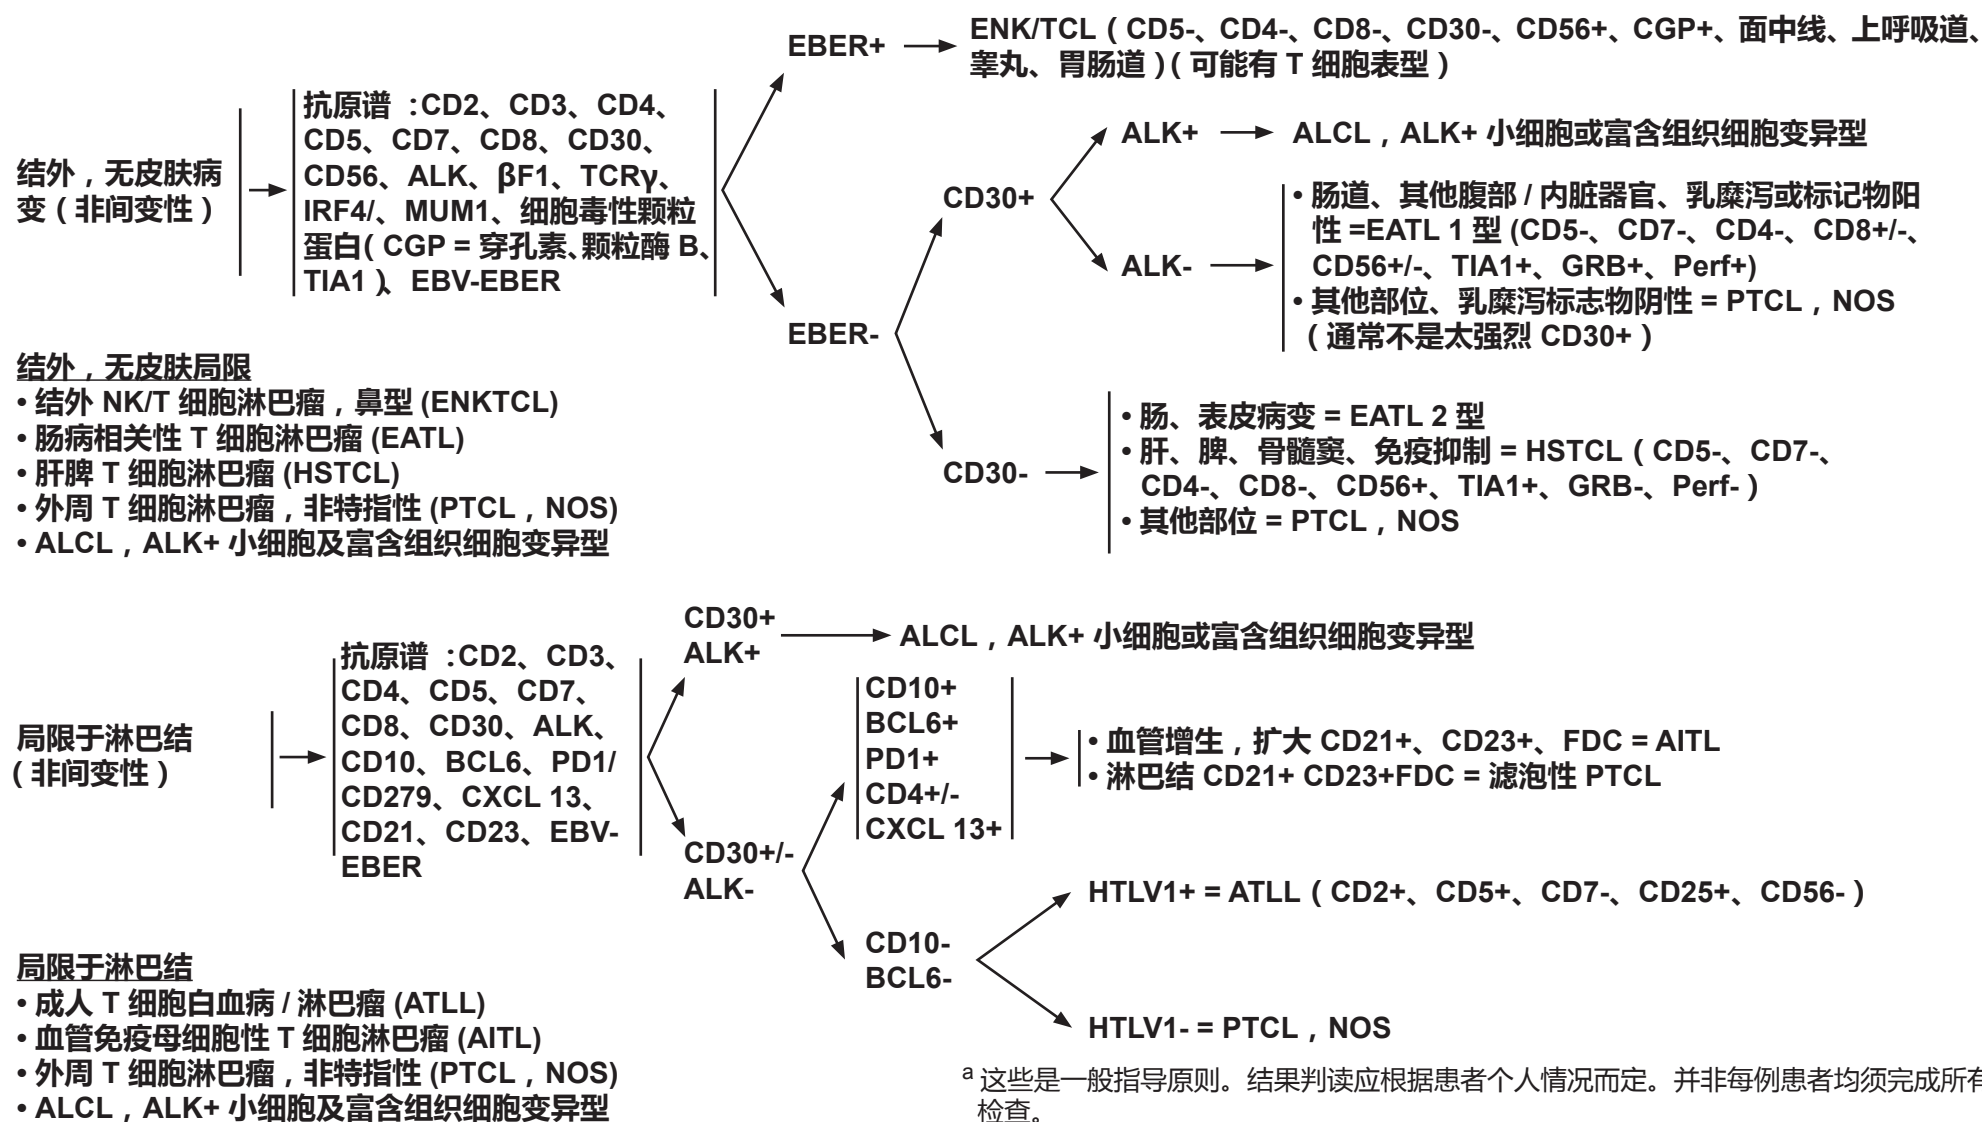 结外，无皮肤病
变（非间变性）
抗原谱 ：CD2、CD3、CD4、
CD5、CD7、CD8、CD30、
CD56、ALK、βF1、TCRγ、
IRF4/、MUM1、细胞毒性颗粒
蛋白（CGP = 穿孔素、颗粒酶 B、
TIA1）、EBV-EBER
EBER+
ENK/TCL（CD5-、CD4-、CD8-、CD30-、CD56+、CGP+、面中线、上呼吸道、
睾丸、胃肠道）（可能有 T 细胞表型）
EBER-
CD30+
ALK+
ALCL，ALK+ 小细胞或富含组织细胞变异型
ALK-
• 肠道、其他腹部 / 内脏器官、乳糜泻或标记物阳
性 =EATL 1 型 (CD5-、CD7-、CD4-、CD8+/-、
CD56+/-、TIA1+、GRB+、Perf+)
• 其他部位、乳糜泻标志物阴性 = PTCL，NOS
（通常不是太强烈 CD30+）
CD30-
• 肠、表皮病变 = EATL 2 型
• 肝、脾、骨髓窦、免疫抑制 = HSTCL（CD5-、CD7-、
CD4-、CD8-、CD56+、TIA1+、GRB-、Perf-）
• 其他部位 = PTCL，NOS
结外，无皮肤局限
• 结外 NK/T 细胞淋巴瘤，鼻型 (ENKTCL)
• 肠病相关性 T 细胞淋巴瘤 (EATL)
• 肝脾 T 细胞淋巴瘤 (HSTCL)
• 外周 T 细胞淋巴瘤，非特指性 (PTCL，NOS)
• ALCL，ALK+ 小细胞及富含组织细胞变异型
局限于淋巴结
（非间变性）
抗原谱 ：CD2、CD3、
CD4、CD5、CD7、
CD8、CD30、ALK、
CD10、BCL6、PD1/
CD279、CXCL 13、
CD21、CD23、EBV-
EBER
CD30+
ALK+
ALCL，ALK+ 小细胞或富含组织细胞变异型
CD30+/-
ALK-
CD10+
BCL6+
PD1+
CD4+/-
CXCL 13+
• 血管增生，扩大 CD21+、CD23+、FDC = AITL
• 淋巴结 CD21+ CD23+FDC = 滤泡性 PTCL
CD10-
BCL6-
HTLV1+ = ATLL（CD2+、CD5+、CD7-、CD25+、CD56-）
HTLV1- = PTCL，NOS
局限于淋巴结
• 成人 T 细胞白血病 / 淋巴瘤 (ATLL)
• 血管免疫母细胞性 T 细胞淋巴瘤 (AITL)
• 外周 T 细胞淋巴瘤，非特指性 (PTCL，NOS)
• ALCL，ALK+ 小细胞及富含组织细胞变异型
a 这些是一般指导原则。结果判读应根据患者个人情况而定。并非每例患者均须完成所有
检查。